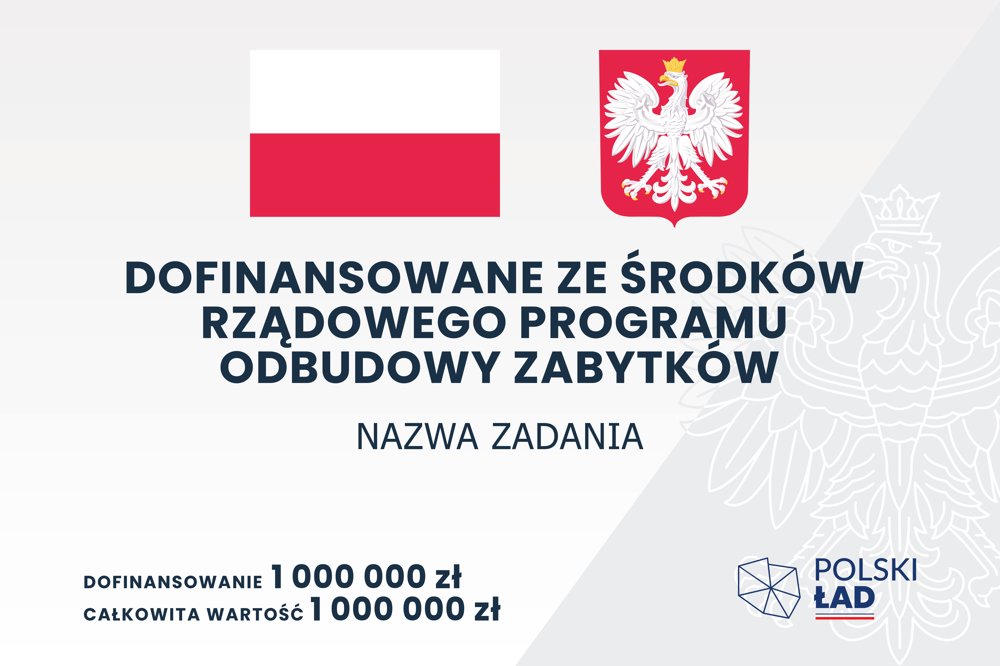 DOFINANSOWANE ZE ŚRODKÓW
RZĄDOWEGO PROGRAMU
ODBUDOWY ZABYTKÓW
NAZWA ZADANIA
DOFINANSOWANIE 1 000 000 zł
CAŁKOWITA WARTOŚĆ 1 000 000 zł
POLSKI
ŁAD